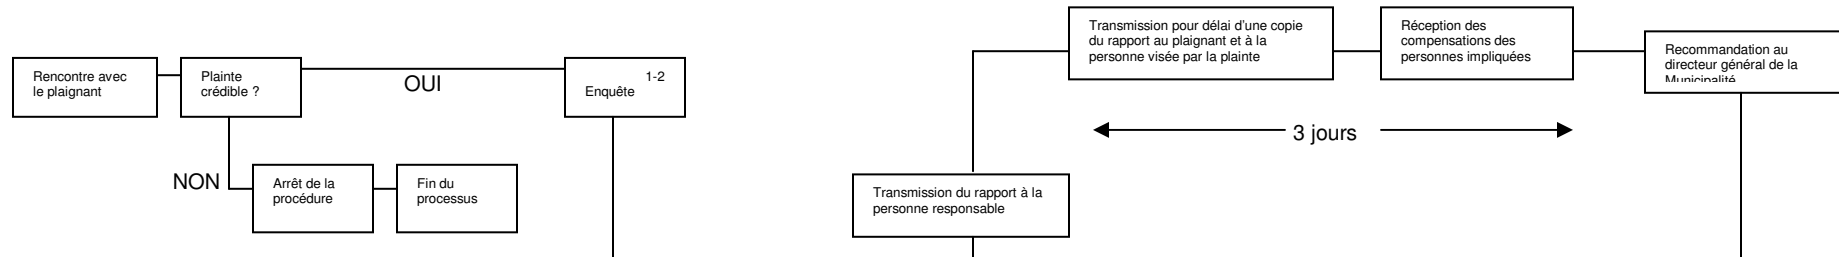 Rencontre avec
le plaignant
Plainte
crédible ?
OUI
1-2
Enquête
NON
Arrêt de la
procédure
Fin du
processus
Transmission pour délai d'une copie
du rapport au plaignant et à la
personne visée par la plainte
Réception des
compensations des
personnes impliquées
Recommandation au
directeur général de la
Municipalité
3 jours
Transmission du rapport à la
personne responsable